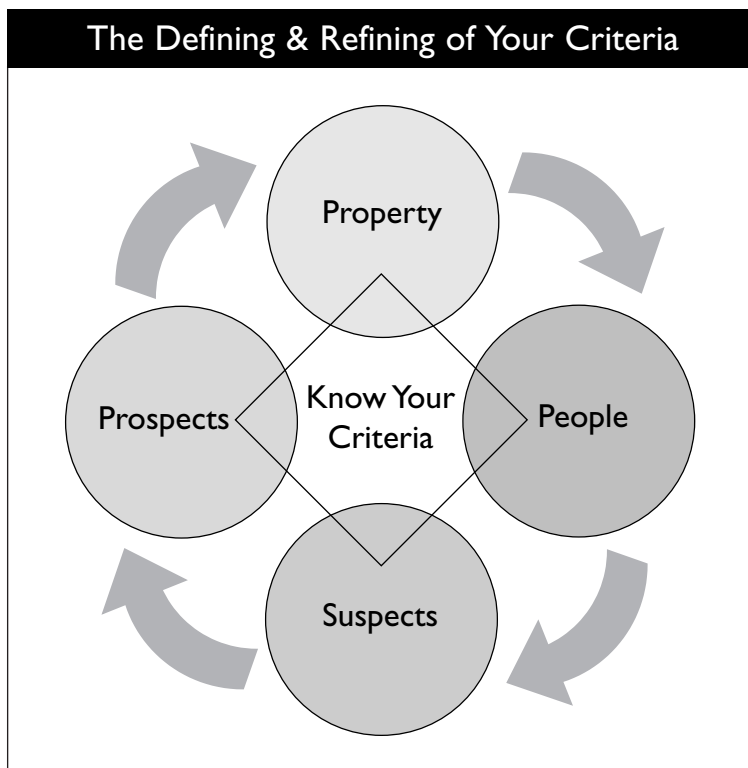 The Defining & Refining of Your Criteria
Property
Prospects
Know Your
Criteria
People
Suspects